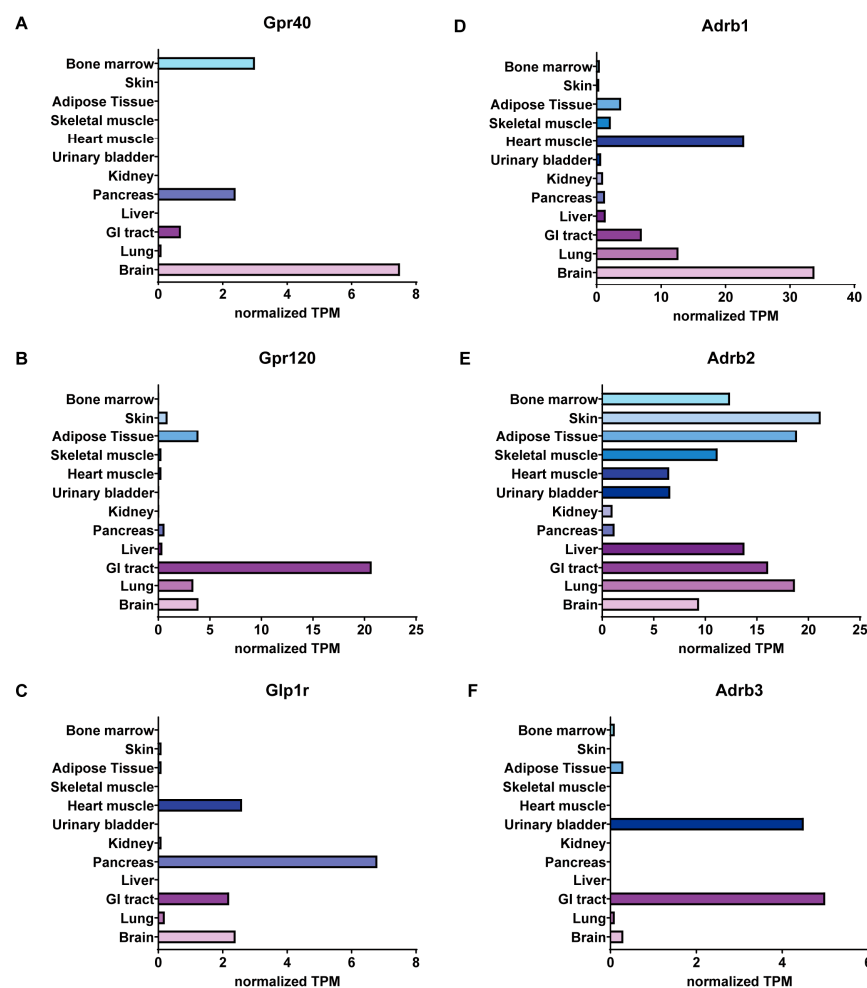 A
Gpr40
Bone marrow
Skin
Adipose Tissue
Skeletal muscle
Heart muscle
Urinary bladder
Kidney
Pancreas
Liver
GI tract
Lung
Brain
0 2 4 6 8
normalized TPM
B
Gpr120
Bone marrow
Skin
Adipose Tissue
Skeletal muscle
Heart muscle
Urinary bladder
Kidney
Pancreas
Liver
GI tract
Lung
Brain
0 5 10 15 20 25
normalized TPM
C
Glp1r
Bone marrow
Skin
Adipose Tissue
Skeletal muscle
Heart muscle
Urinary bladder
Kidney
Pancreas
Liver
GI tract
Lung
Brain
0 2 4 6 8
normalized TPM
D
Adrb1
Bone marrow
Skin
Adipose Tissue
Skeletal muscle
Heart muscle
Urinary bladder
Kidney
Pancreas
Liver
GI tract
Lung
Brain
0 10 20 30 40
normalized TPM
E
Adrb2
Bone marrow
Skin
Adipose Tissue
Skeletal muscle
Heart muscle
Urinary bladder
Kidney
Pancreas
Liver
GI tract
Lung
Brain
0 5 10 15 20 25
normalized TPM
F
Adrb3
Bone marrow
Skin
Adipose Tissue
Skeletal muscle
Heart muscle
Urinary bladder
Kidney
Pancreas
Liver
GI tract
Lung
Brain
0 2 4 6
normalized TPM